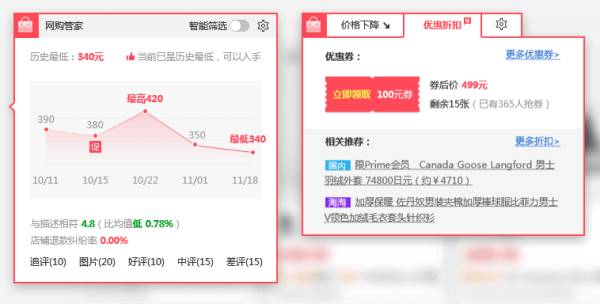 网购管家
智能筛选
历史最低：340元
当前已是历史最低，可以入手
最高420
390
380
促
350
最低340
10/11
10/15
10/22
11/01
11/18
与描述相符 4.8（比均值低 0.78%）
店铺退款纠纷率 0.00%
追评(10) 图片(20) 好评(10) 中评(15) 差评(15)
价格下降
优惠折扣
优惠券：
更多优惠券>
立即领取 100元券
券后价 499元
剩余15张（已有365人抢券）
相关推荐：
更多折扣>
国内 限Prime会员 Canada Goose Langford 男士
羽绒外套 74800日元（约￥4710）
海淘 加厚保暖 佐丹奴男装夹棉加厚棒球服比菲力男士
V领色加绒毛衣套头针织衫